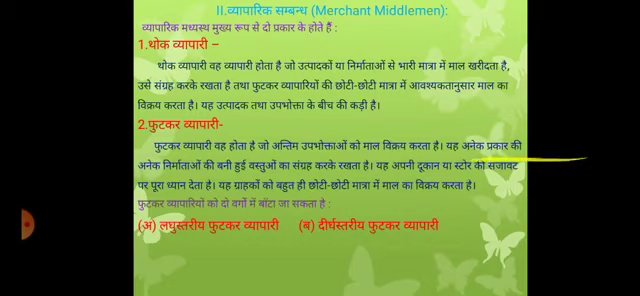 II.व्यापारिक सम्बन्ध (Merchant Middlemen):
व्यापारिक मध्यस्थ मुख्य रूप से दो प्रकार के होते हैं :
1.थोक व्यापारी –
थोक व्यापारी वह व्यापारी होता है जो उत्पादकों या निर्माताओं से भारी मात्रा में माल खरीदता है,
उसे संग्रह करके रखता है तथा फुटकर व्यापारियों की छोटी-छोटी मात्रा में आवश्यकतानुसार माल का
विक्रय करता है। यह उत्पादक तथा उपभोक्ता के बीच की कड़ी है।
2.फुटकर व्यापारी-
फुटकर व्यापारी वह होता है जो अन्तिम उपभोक्ताओं को माल विक्रय करता है। यह अनेक प्रकार की
अनेक निर्माताओं की बनी हुई वस्तुओं का संग्रह करके रखता है। यह अपनी दूकान या स्टोर की सजावट
पर पूरा ध्यान देता है। यह ग्राहकों को बहुत ही छोटी-छोटी मात्रा में माल का विक्रय करता है।
फुटकर व्यापारियों को दो वर्गों में बाँटा जा सकता है :
(अ) लघुस्तरीय फुटकर व्यापारी (ब) दीर्घस्तरीय फुटकर व्यापारी